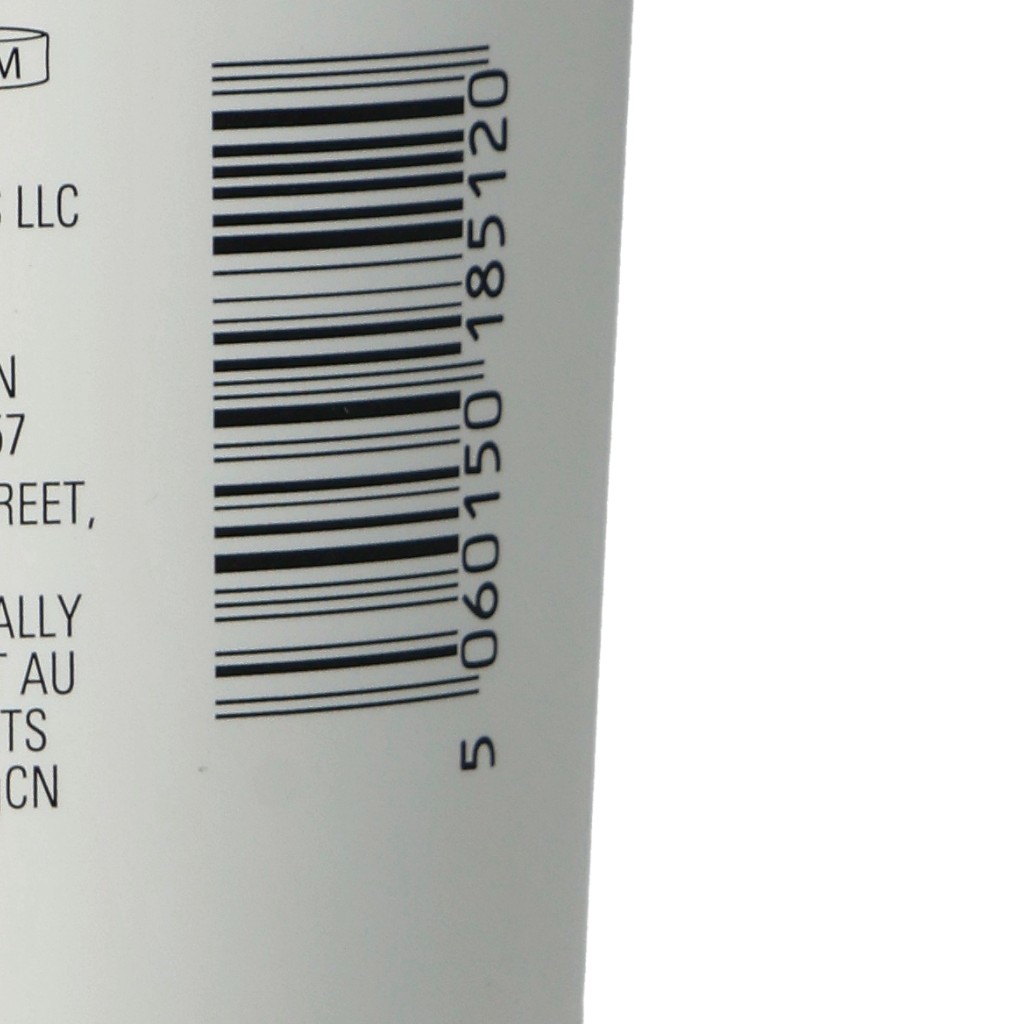 M
LLC
N
57
REET,
ALLY
T AU
TS
CN
5 060150 185120